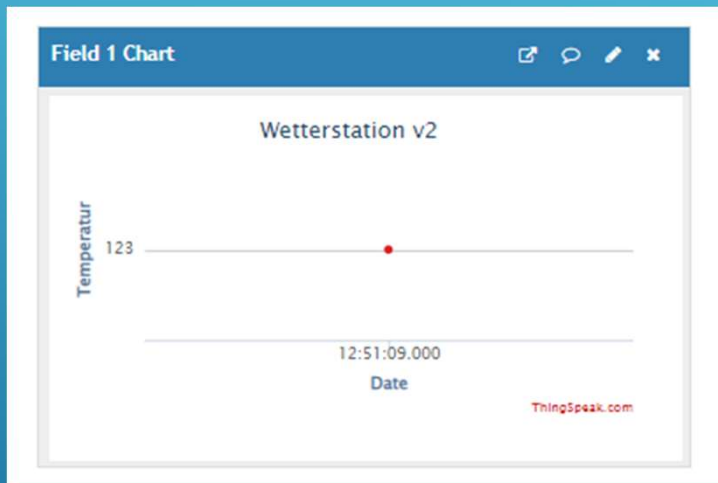 Field 1 Chart
Wetterstation v2
Temperatur
123
12:51:09.000
Date
ThingSpeak.com